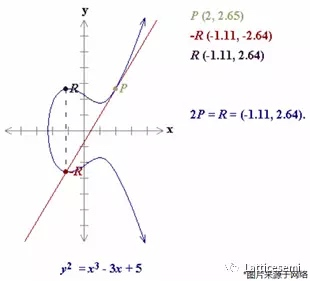 y
P (2, 2.65)
-R (-1.11, -2.64)
R (-1.11, 2.64)
R
P
2P = R = (-1.11, 2.64).
x
-R
y² = x³ - 3x + 5
Latticesemi
*图片来源于网络